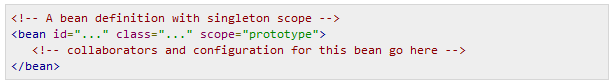 <!-- A bean definition with singleton scope -->
<bean id="..." class="..." scope="prototype">
   <!-- collaborators and configuration for this bean go here -->
</bean>